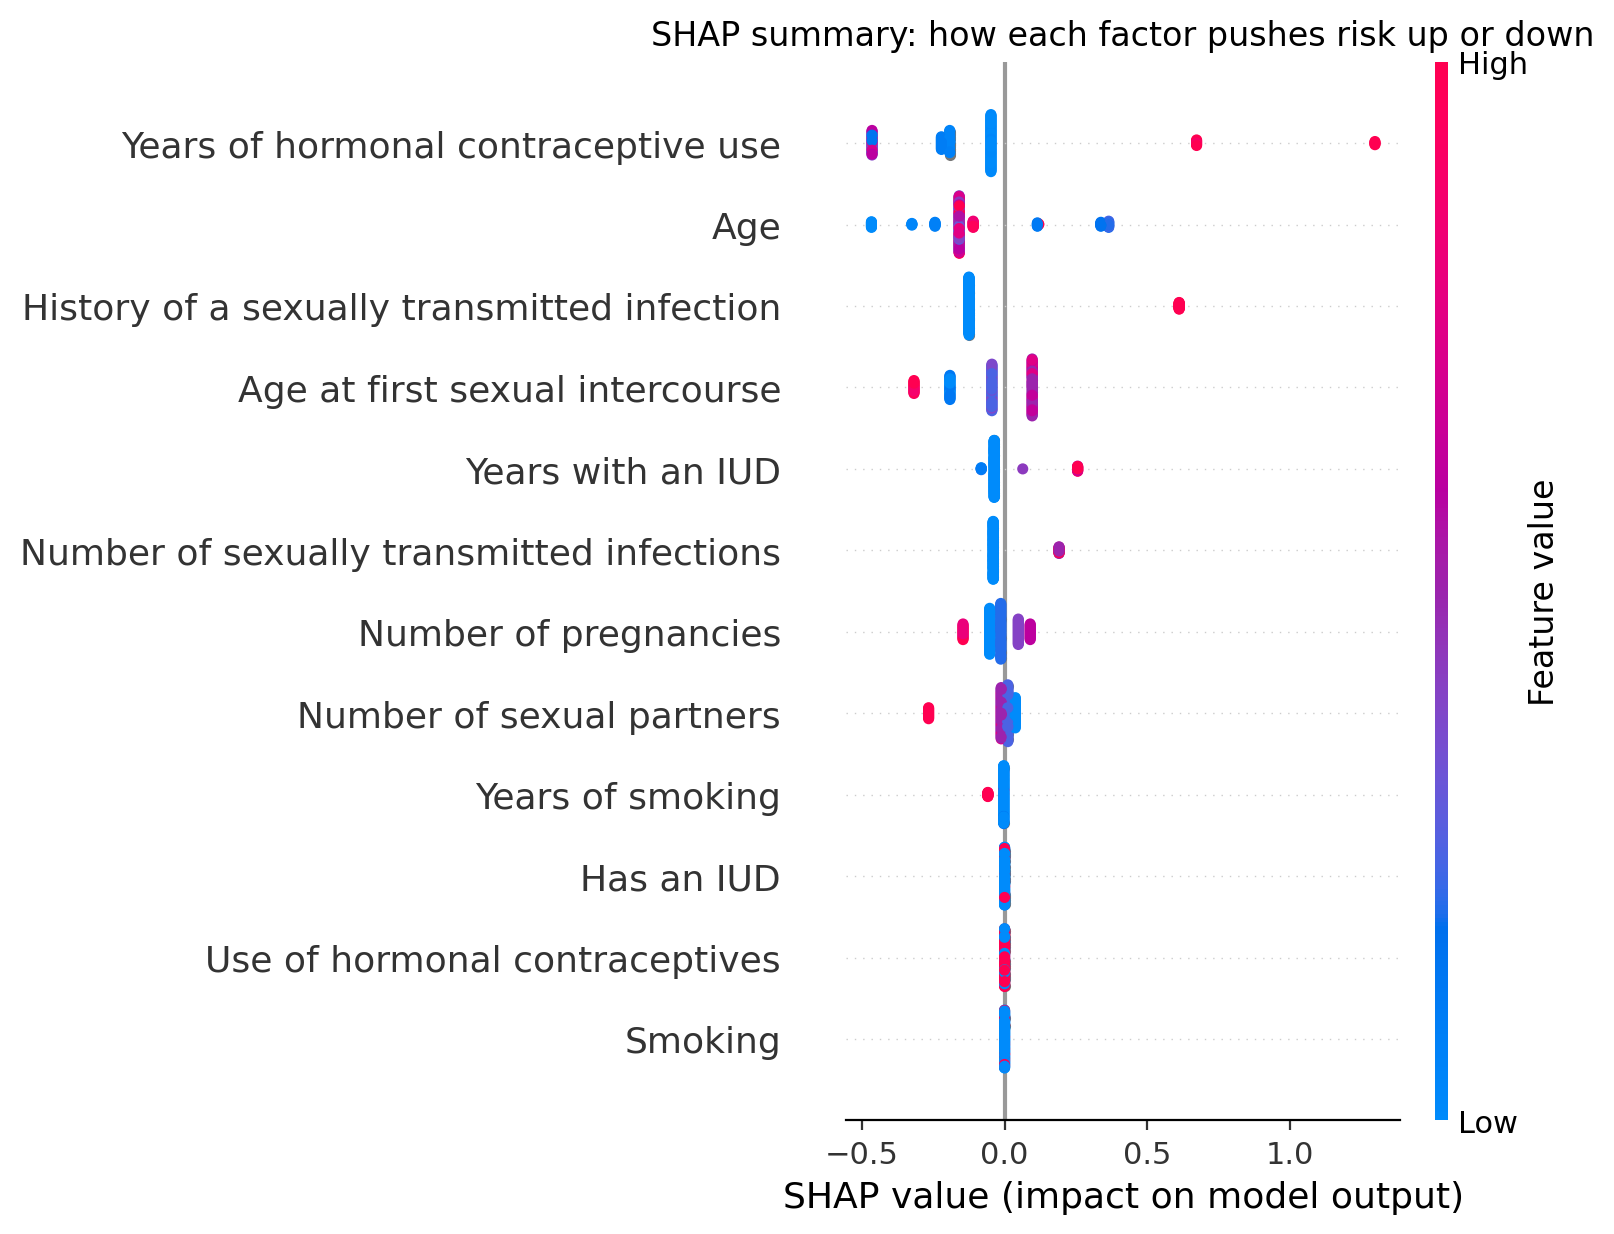 SHAP summary: how each factor pushes risk up or down
High
Years of hormonal contraceptive use
Age
History of a sexually transmitted infection
Age at first sexual intercourse
Years with an IUD
Number of sexually transmitted infections
Number of pregnancies
Number of sexual partners
Years of smoking
Has an IUD
Use of hormonal contraceptives
Smoking
Feature value
Low
−0.5 0.0 0.5 1.0
SHAP value (impact on model output)